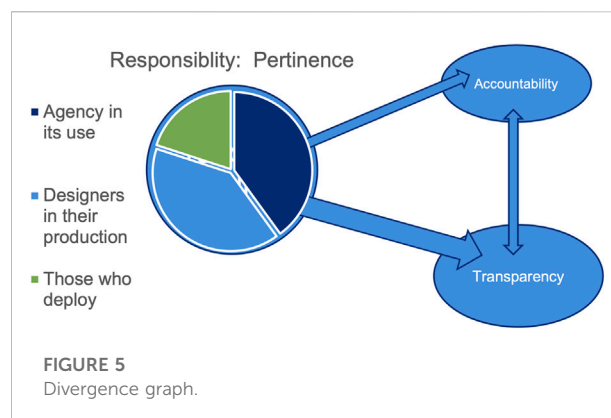 Responsiblity: Pertinence
Agency in
its use
Designers
in their
production
Those who
deploy
Accountability
Transparency
FIGURE 5
Divergence graph.